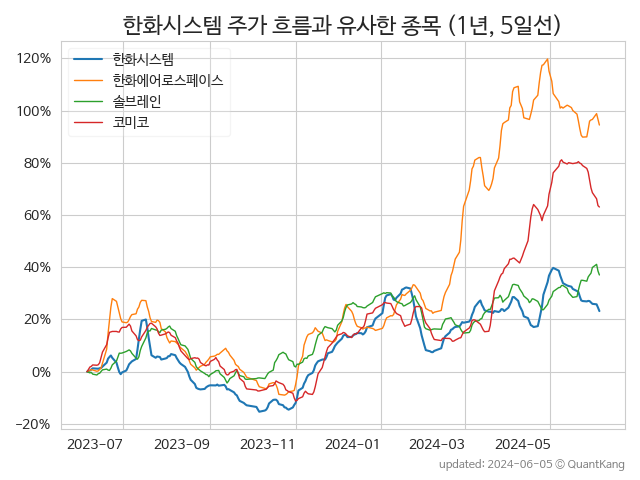 한화시스템 주가 흐름과 유사한 종목 (1년, 5일선)
한화시스템
한화에어로스페이스
솔브레인
코미코
120%
100%
80%
60%
40%
20%
0%
−20%
2023-07
2023-09
2023-11
2024-01
2024-03
2024-05
updated: 2024-06-05 © QuantKang